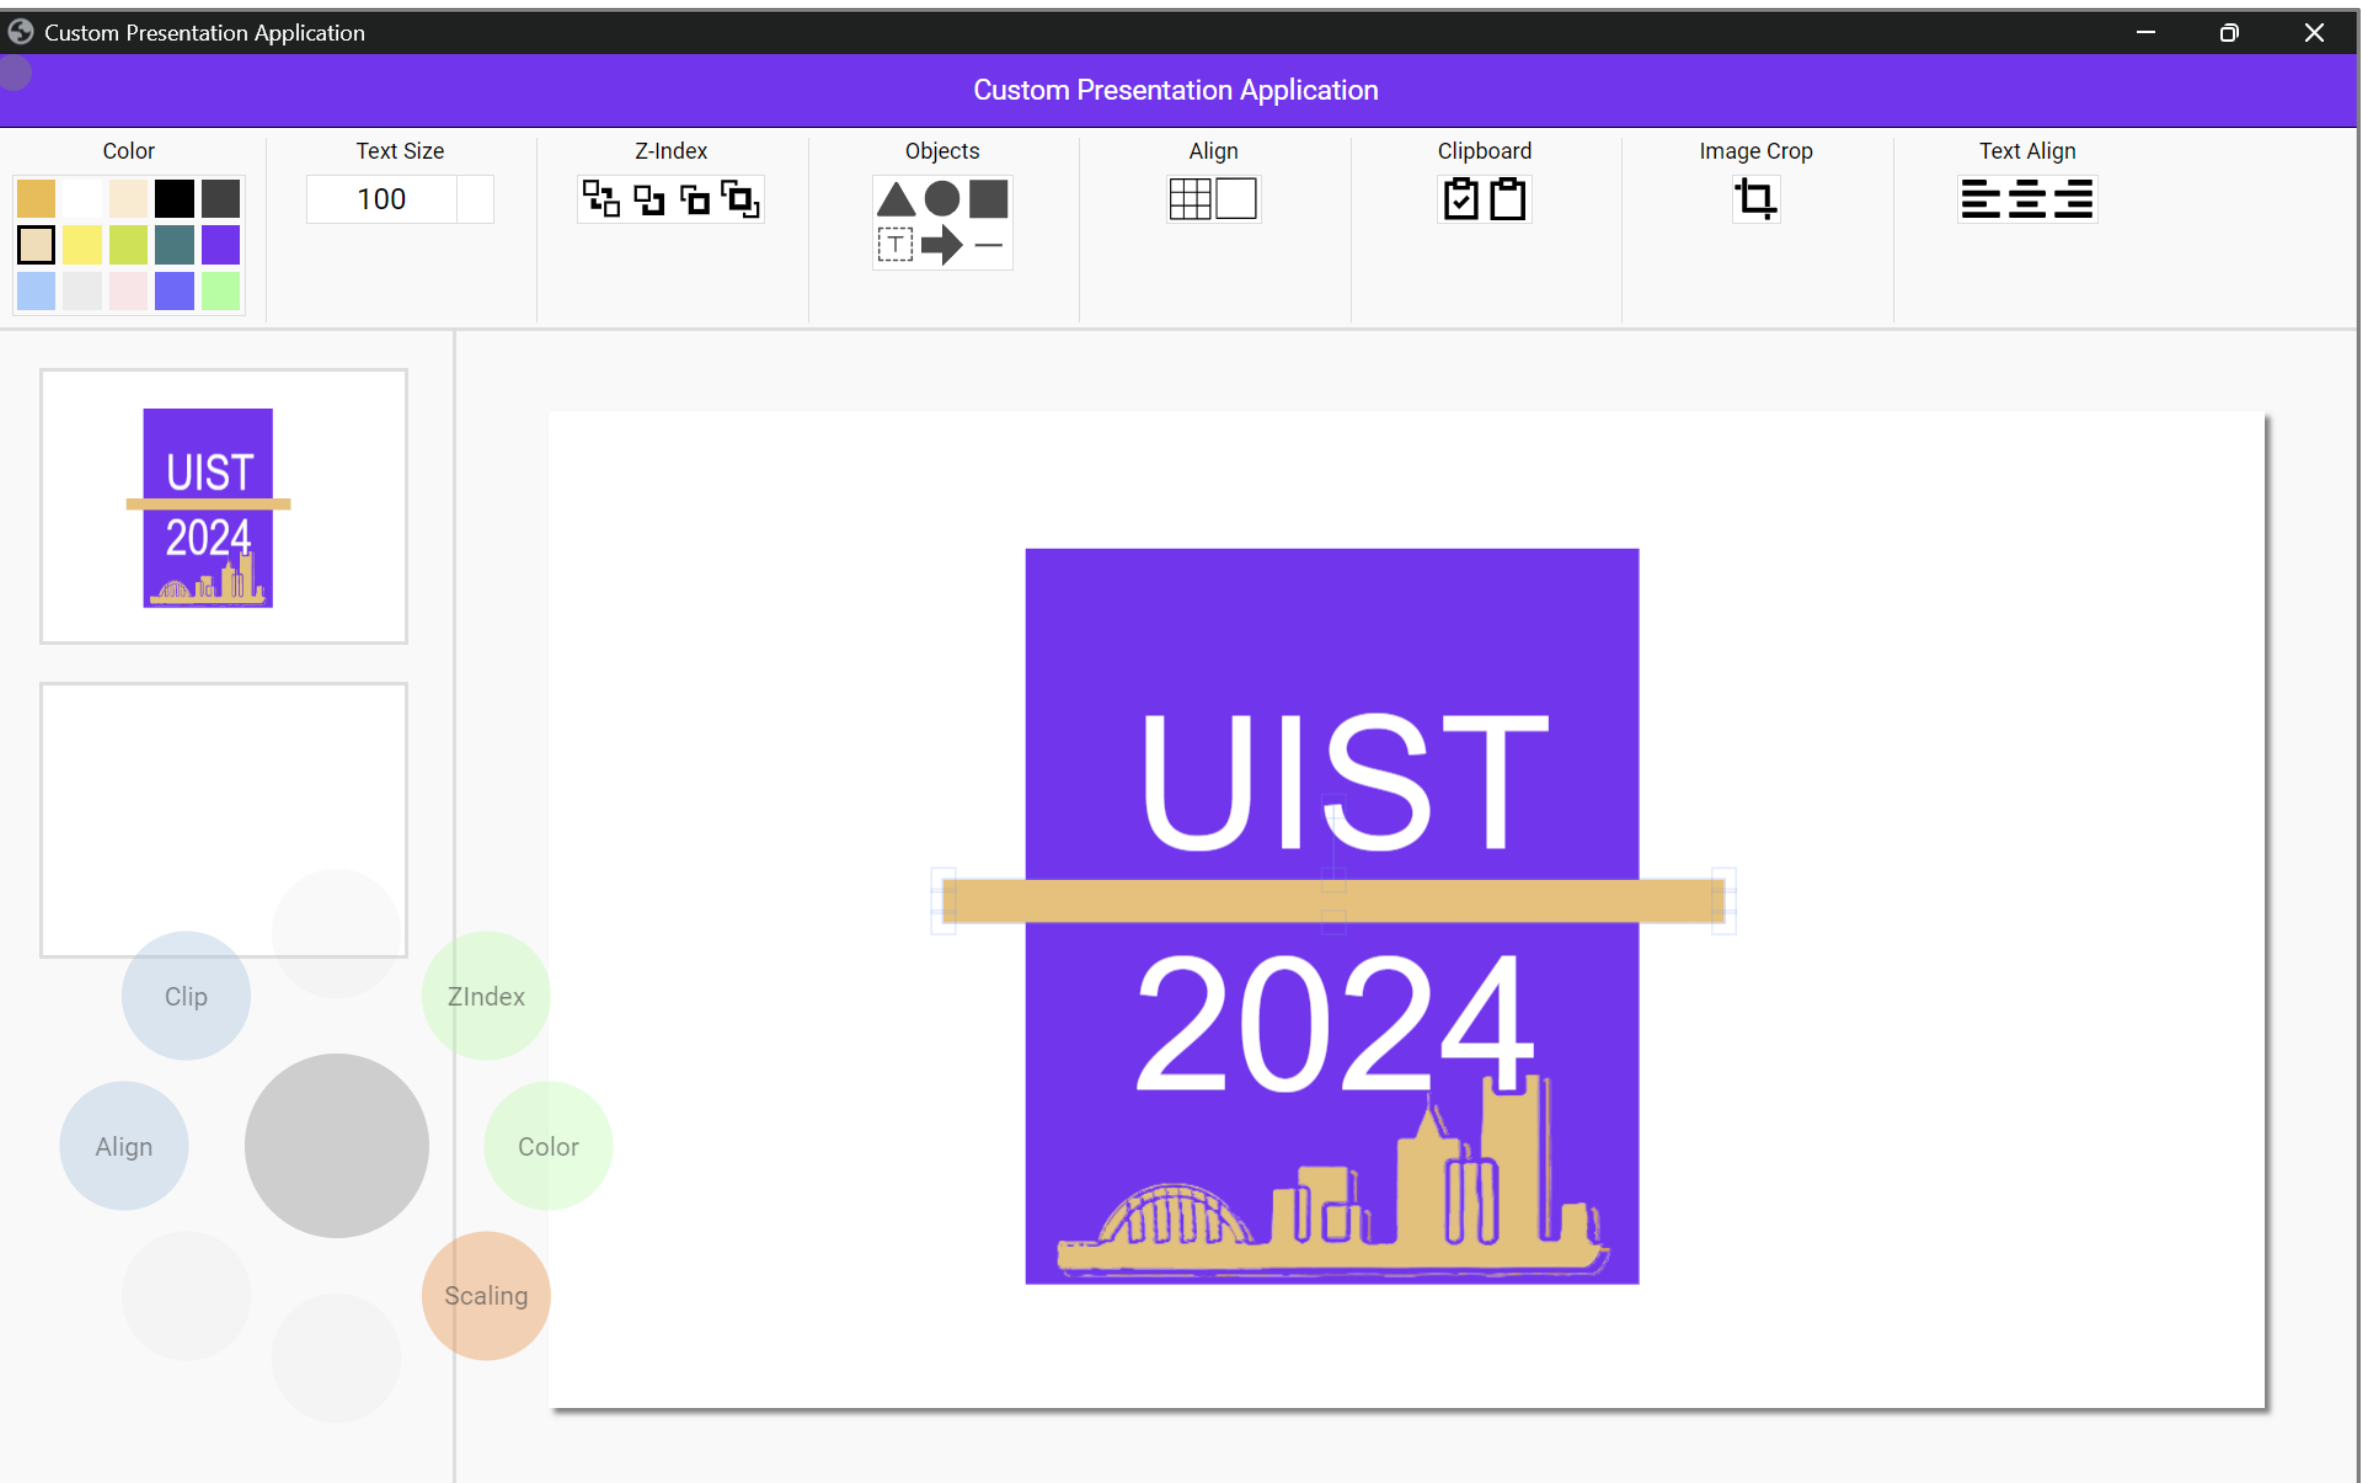 Custom Presentation Application
Custom Presentation Application
Color
Text Size
Z-Index
Objects
Align
Clipboard
Image Crop
Text Align
100
T
UIST
2024
UIST
2024
Clip
ZIndex
Align
Color
Scaling